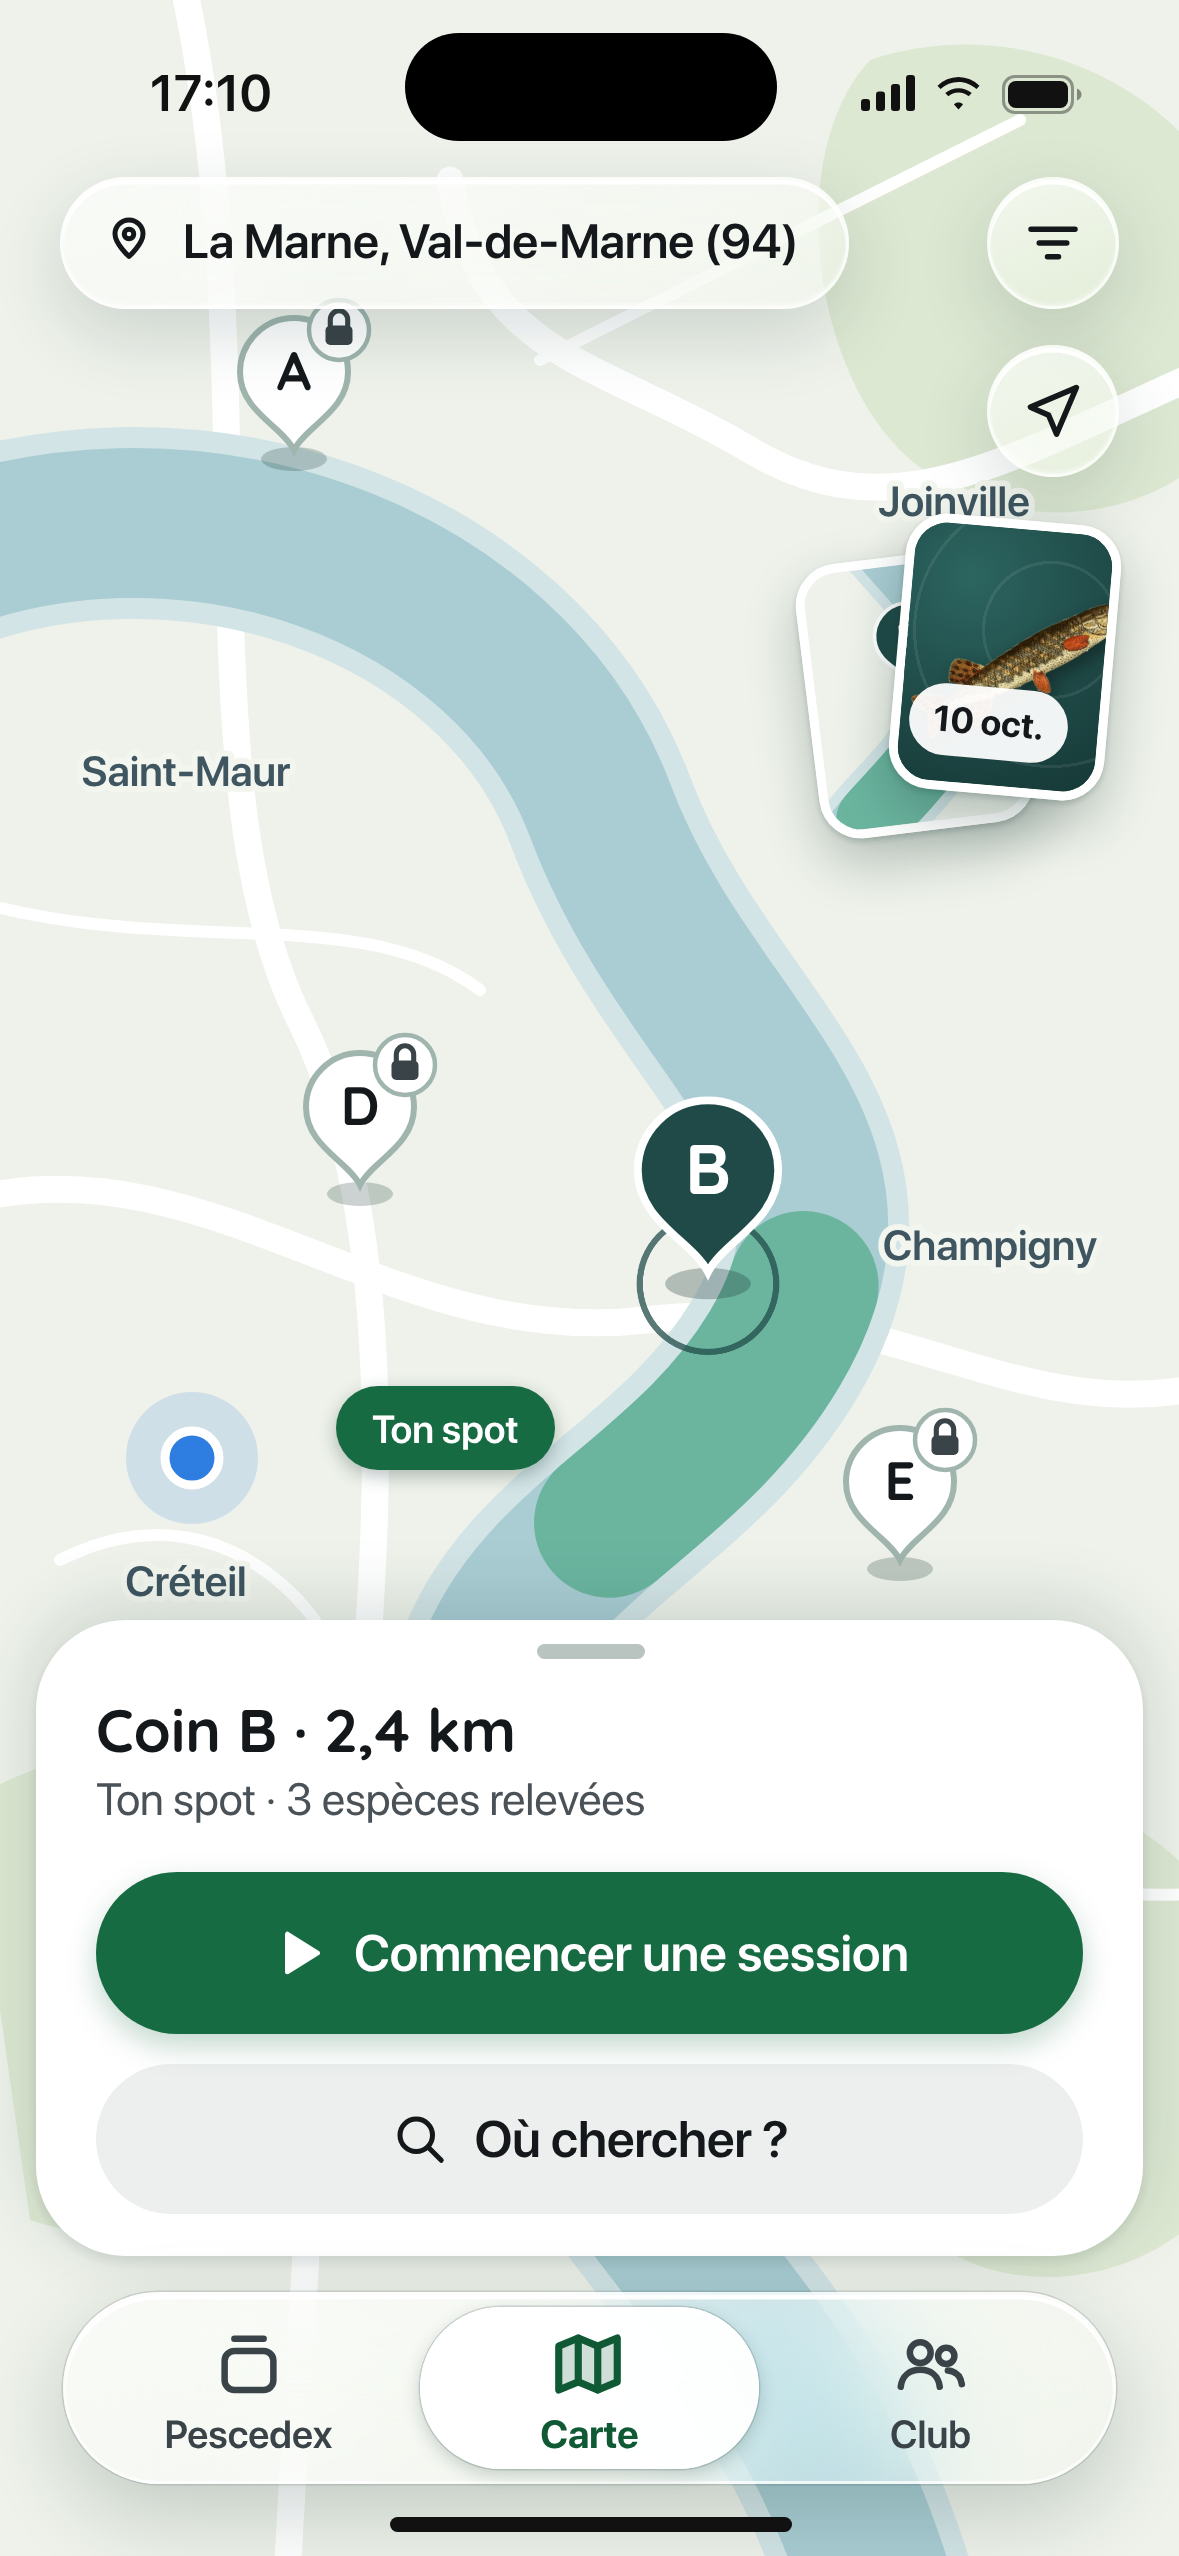 17:10
La Marne, Val-de-Marne (94)
A
Joinville
10 oct.
Saint-Maur
D
B
Champigny
Ton spot
E
Créteil
Coin B · 2,4 km
Ton spot · 3 espèces relevées
Commencer une session
Où chercher ?
Pescedex
Carte
Club